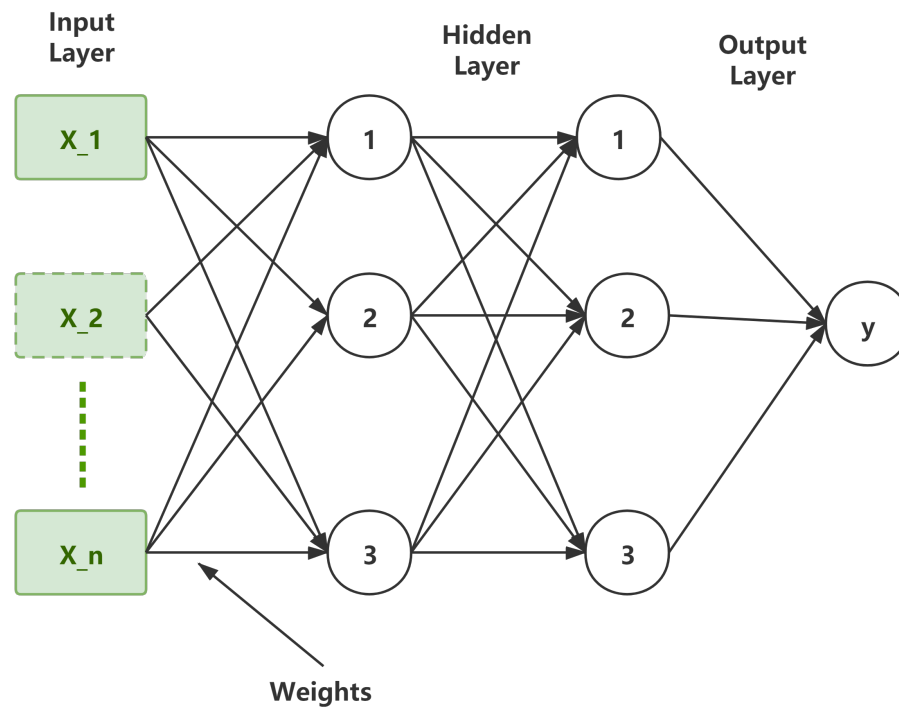 Input
Layer
Hidden
Layer
Output
Layer
X_1
1
1
X_2
2
2
y
X_n
3
3
Weights